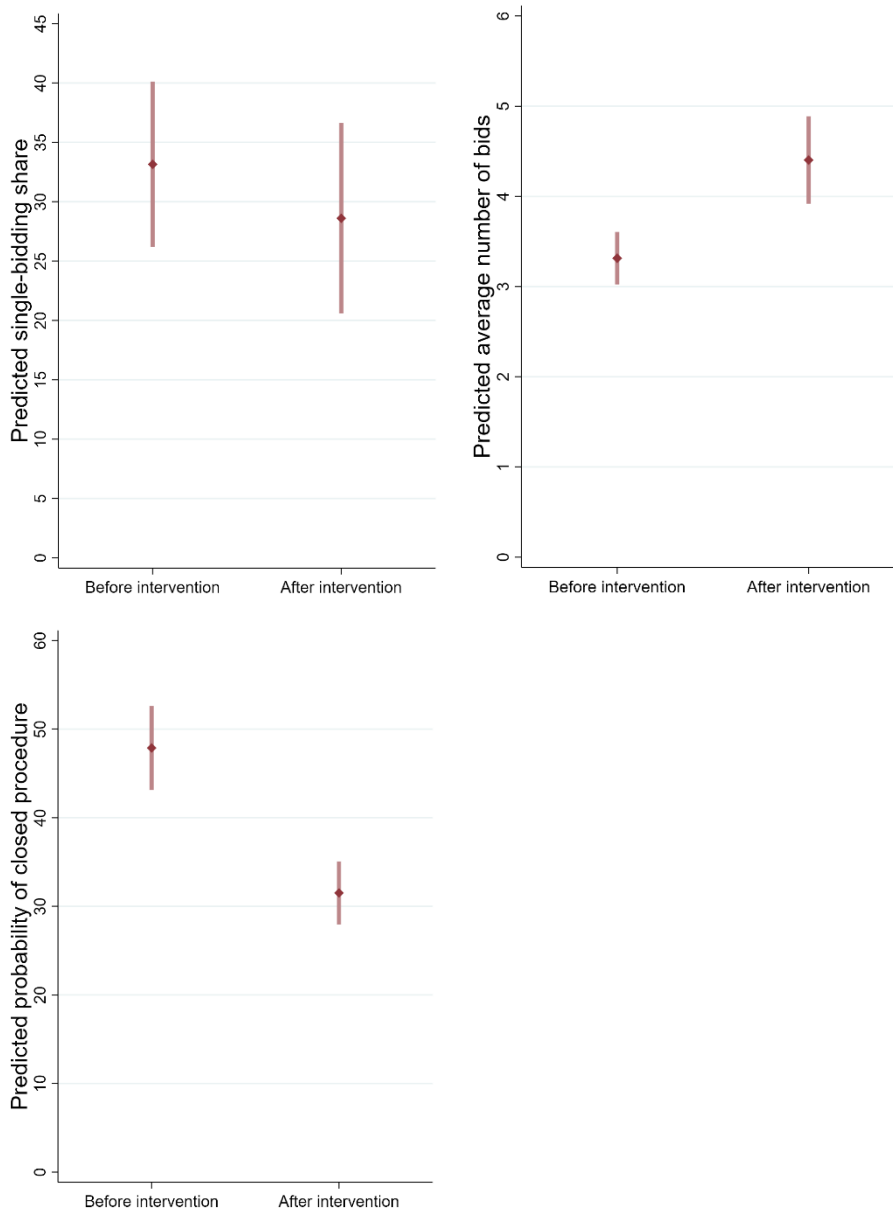 Predicted single-bidding share
45
40
35
30
25
20
15
10
5
0
Before intervention
After intervention
Predicted average number of bids
6
5
4
3
2
1
0
Before intervention
After intervention
Predicted probability of closed procedure
60
50
40
30
20
10
0
Before intervention
After intervention